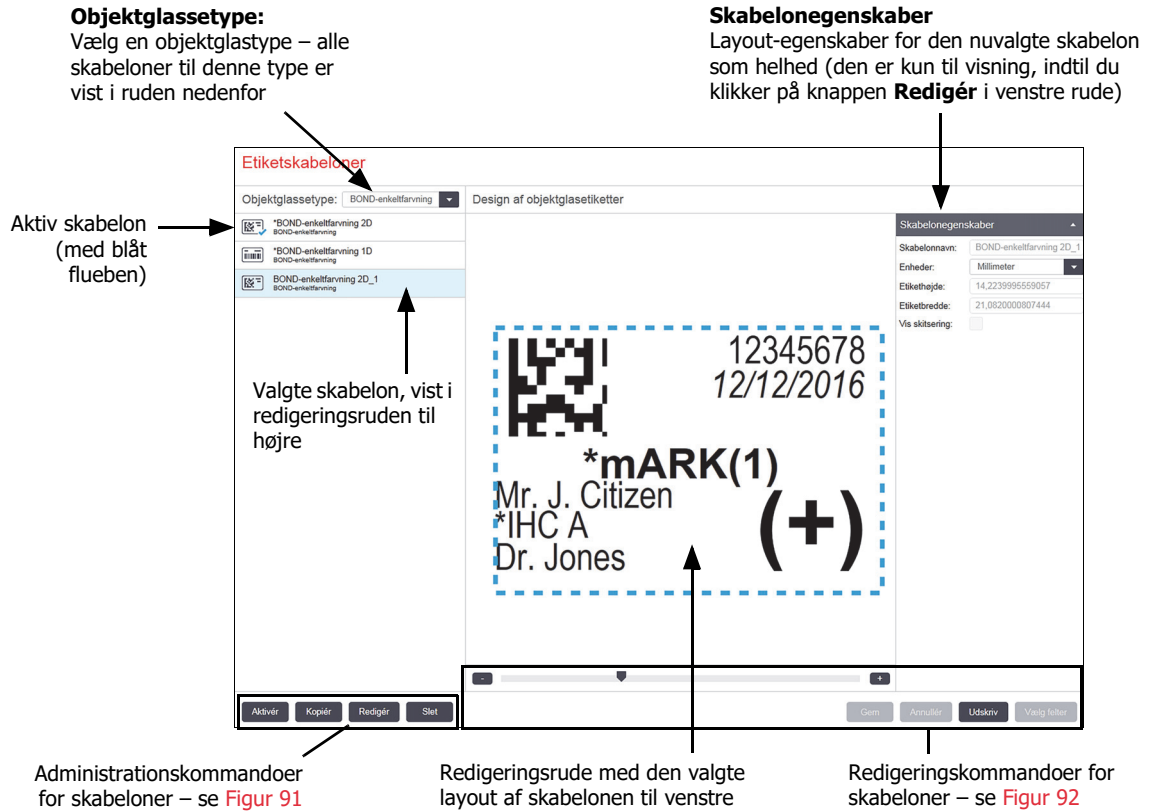 Objektglassetype:
Vælg en objektglastype – alle
skabeloner til denne type er
vist i ruden nedenfor
Skabelonegenskaber
Layout-egenskaber for den nuvalgte skabelon
som helhed (den er kun til visning, indtil du
klikker på knappen Redigér i venstre rude)
Etiketskabeloner
Objektglassetype: BOND-enkeltfarvning
Design af objektglasetiketter
Aktiv skabelon
(med blåt
flueben)
*BOND-enkeltfarvning 2D
BOND-enkeltfarvning
*BOND-enkeltfarvning 1D
BOND-enkeltfarvning
BOND-enkeltfarvning 2D_1
BOND-enkeltfarvning
Valgte skabelon, vist i
redigeringsruden til
højre
12345678
12/12/2016
*mARK(1)
Mr. J. Citizen
*IHC A
Dr. Jones
(+)
Skabelonegenskaber
Skabelonnavn: BOND-enkeltfarvning 2D_1
Enheder: Millimeter
Etikethøjde: 14,2239995559057
Etiketbredde: 21,0820000807444
Vis skitsering:
- +
Aktivér Kopiér Redigér Slet
Gem Annullér Udskriv Vælg felter
Administrationskommandoer
for skabeloner – se Figur 91
Redigeringsrude med den valgte
layout af skabelonen til venstre
Redigeringskommandoer for
skabeloner – se Figur 92